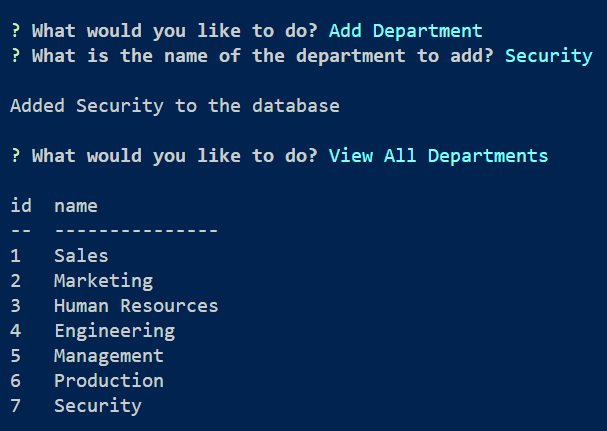 ? What would you like to do? Add Department
? What is the name of the department to add? Security
Added Security to the database
? What would you like to do? View All Departments
id  name
--  ---------------
1   Sales
2   Marketing
3   Human Resources
4   Engineering
5   Management
6   Production
7   Security